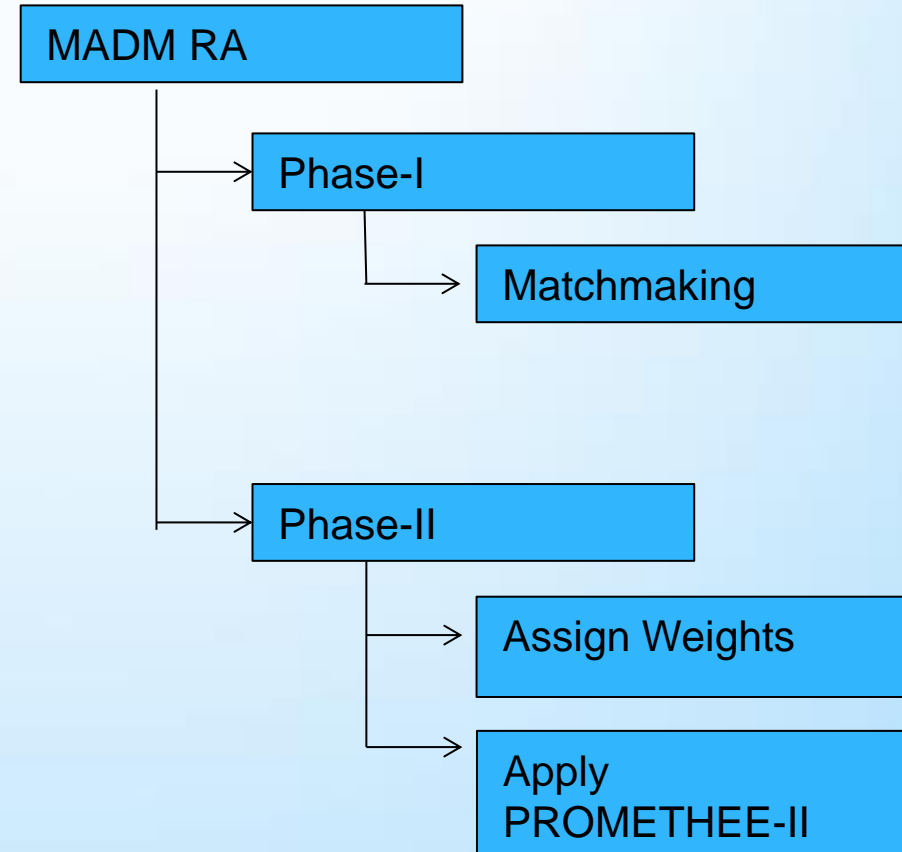 MADM RA
Phase-I
Matchmaking
Phase-II
Assign Weights
Apply
PROMETHEE-II